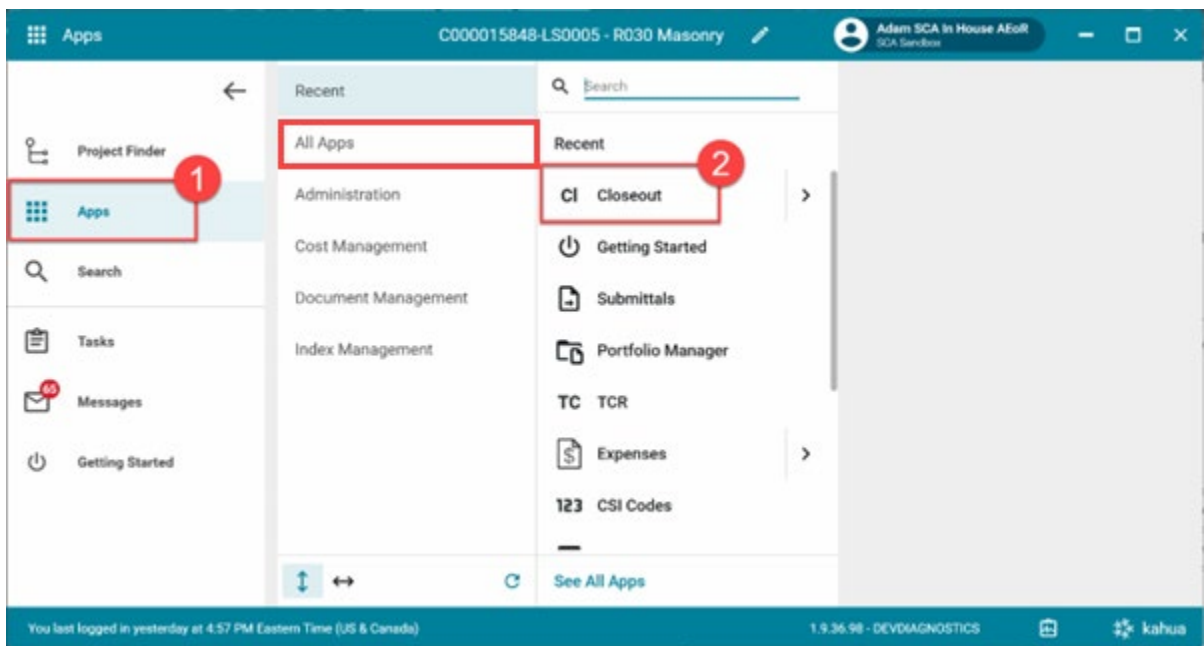 Apps
C000015848-LS0005 - R030 Masonry
Adam SCA In House AEoR
SCA Sandbox
Project Finder
1
Apps
Search
Tasks
65
Messages
Getting Started
Recent
All Apps
Administration
Cost Management
Document Management
Index Management
Search
Recent
2
Cl Closeout
Getting Started
Submittals
Portfolio Manager
TC TCR
$ Expenses
123 CSI Codes
See All Apps
You last logged in yesterday at 4:57 PM Eastern Time (US & Canada)
1.9.36.98 - DEVDIAGNOSTICS
kahua